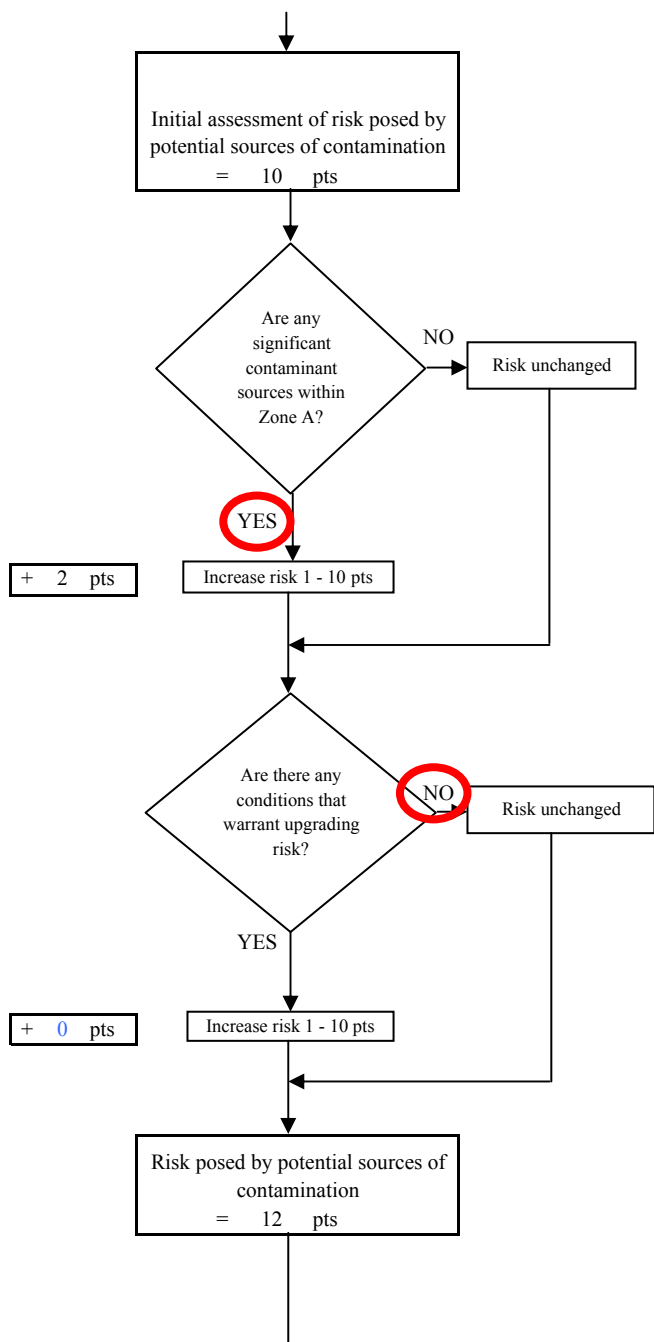 Initial assessment of risk posed by
potential sources of contamination
= 10 pts
Are any
significant
contaminant
sources within
Zone A?
NO
Risk unchanged
YES
+ 2 pts
Increase risk 1 - 10 pts
Are there any
conditions that
warrant upgrading
risk?
NO
Risk unchanged
YES
+ 0 pts
Increase risk 1 - 10 pts
Risk posed by potential sources of
contamination
= 12 pts